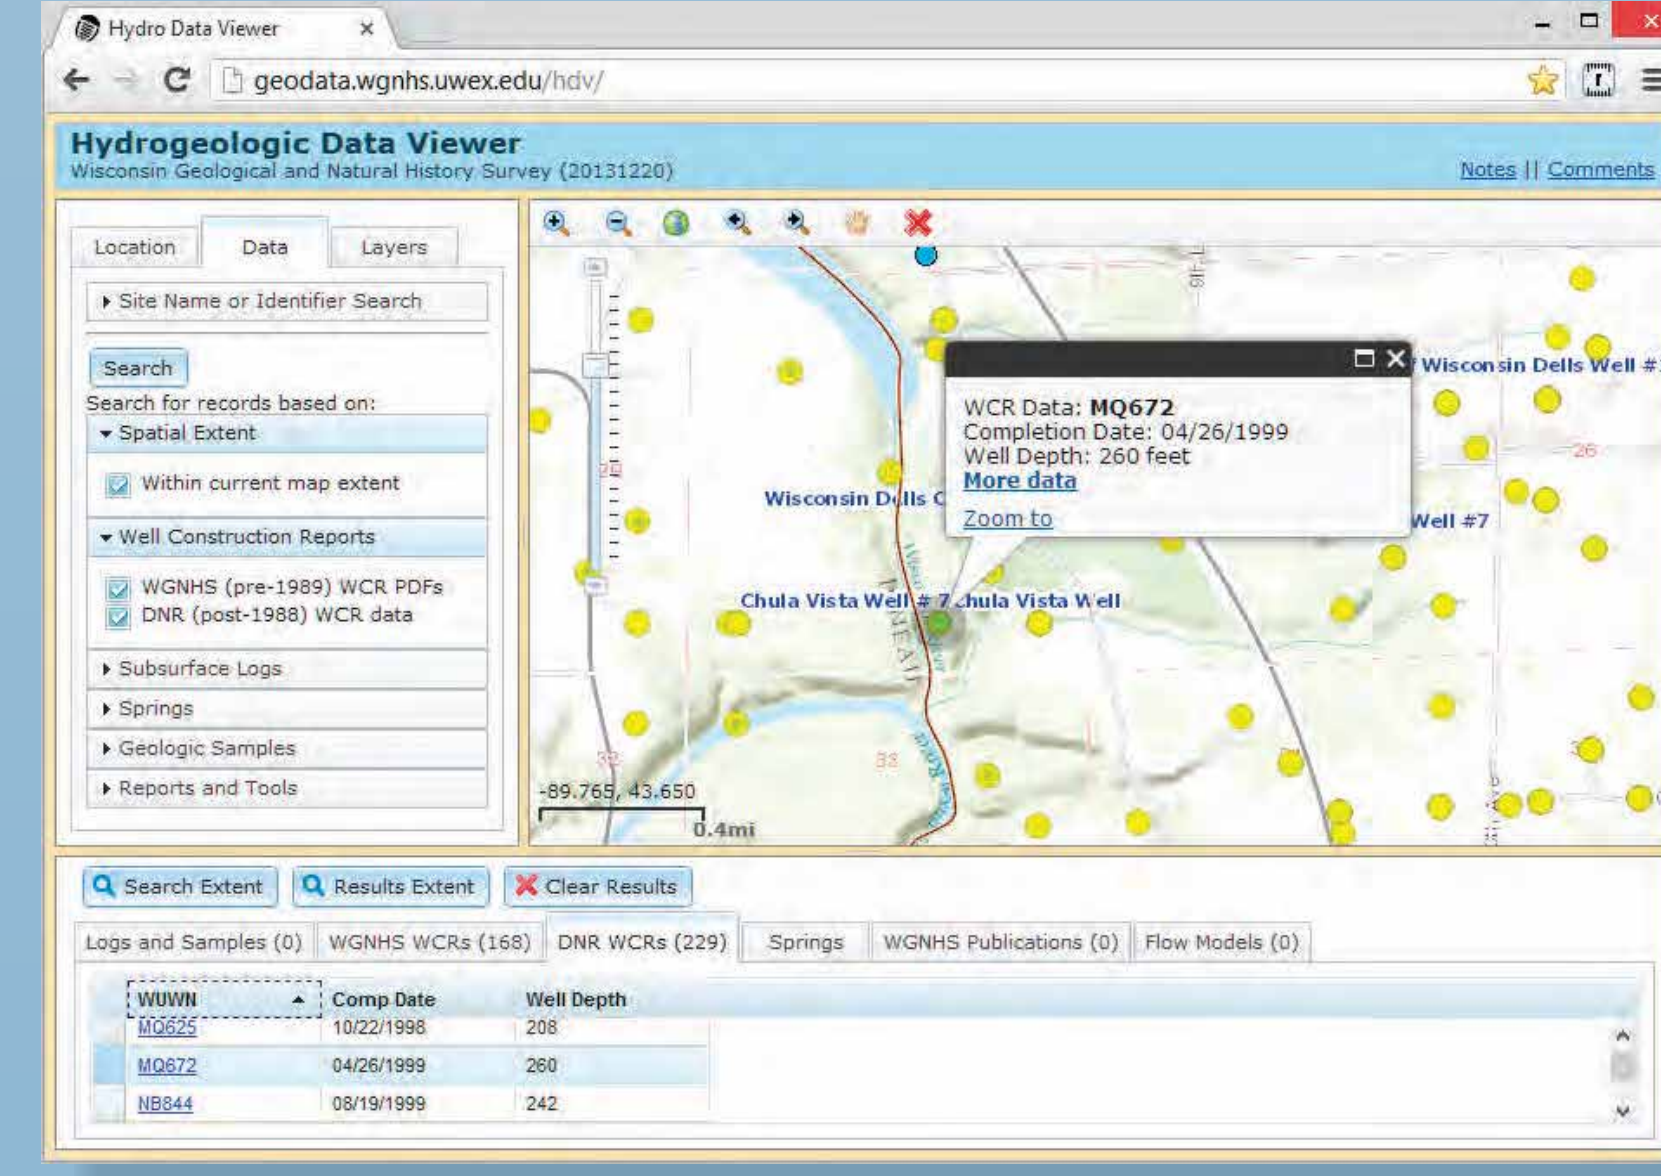 Hydro Data Viewer
geodata.wgnhs.uwex.edu/hdv/
Hydrogeologic Data Viewer
Wisconsin Geological and Natural History Survey (20131220)
Notes || Comments
Location Data Layers
Site Name or Identifier Search
Search
Search for records based on:
Spatial Extent
Within current map extent
Well Construction Reports
WGNHS (pre-1989) WCR PDFs
DNR (post-1988) WCR data
Subsurface Logs
Springs
Geologic Samples
Reports and Tools
WCR Data: MQ672
Completion Date: 04/26/1999
Well Depth: 260 feet
More data
Zoom to
Wisconsin Dells Well #
26
Wisconsin Dells
Well #7
Chula Vista Well # 7
Chula Vista Well
JUNEAU
33
River
-89.765, 43.650
0.4mi
Search Extent Results Extent Clear Results
Logs and Samples (0) WGNHS WCRs (168) DNR WCRs (229) Springs WGNHS Publications (0) Flow Models (0)
WUWN Comp Date Well Depth
MQ625 10/22/1998 208
MQ672 04/26/1999 260
NB844 08/19/1999 242